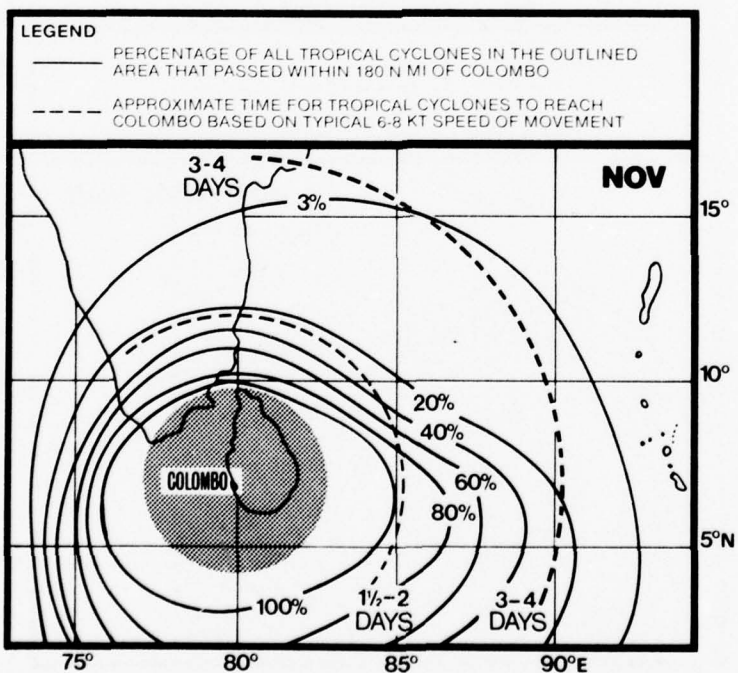 LEGEND
PERCENTAGE OF ALL TROPICAL CYCLONES IN THE OUTLINED
AREA THAT PASSED WITHIN 180 N MI OF COLOMBO
APPROXIMATE TIME FOR TROPICAL CYCLONES TO REACH
COLOMBO BASED ON TYPICAL 6-8 KT SPEED OF MOVEMENT
3-4
DAYS
NOV
3%
15°
10°
20%
40%
60%
COLOMBO
80%
5°N
100%
1½-2
DAYS
3-4
DAYS
75°
80°
85°
90°E